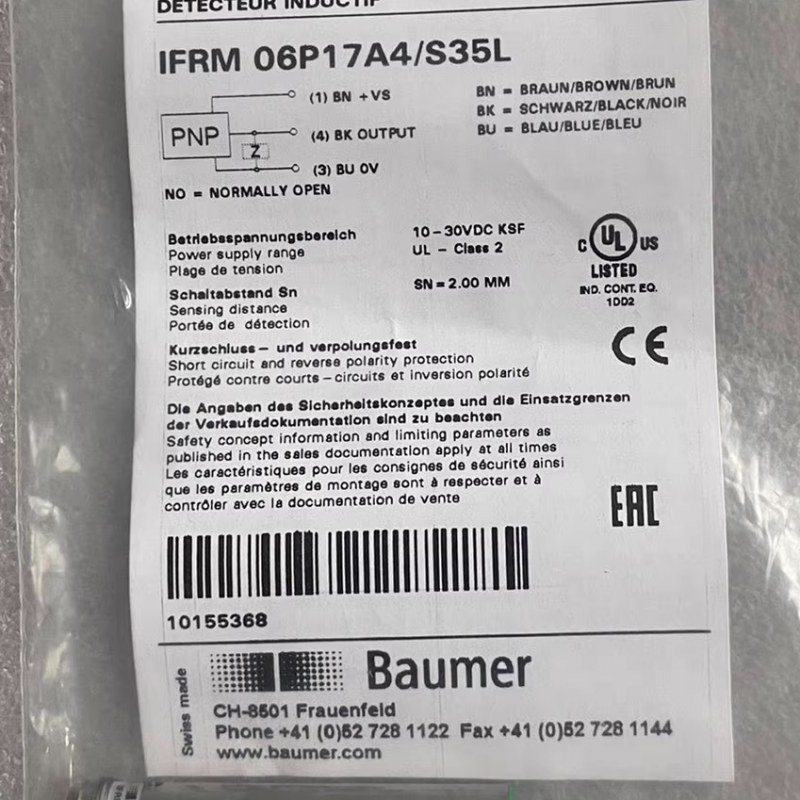 DETECTEUR INDUCTIF
IFRM 06P17A4/S35L
(1) BN +VS
PNP
(4) BK OUTPUT
Z
(3) BU 0V
NO = NORMALLY OPEN
BN = BRAUN/BROWN/BRUN
BK = SCHWARZ/BLACK/NOIR
BU = BLAU/BLUE/BLEU
Betriebsspannungsbereich
Power supply range
Plage de tension
10-30VDC KSF
UL - Class 2
Schaltabstand Sn
Sensing distance
Portée de détection
SN = 2.00 MM
C UL US
LISTED
IND. CONT. EQ.
1DD2
CE
Kurzschluss- und verpolungsfest
Short circuit and reverse polarity protection
Protégé contre courts-circuits et inversion polarité
Die Angaben des Sicherheitskonzeptes und die Einsatzgrenzen
der Verkaufsdokumentation sind zu beachten
Safety concept information and limiting parameters as
published in the sales documentation apply at all times
Les caractéristiques pour les consignes de sécurité ainsi
que les paramètres de montage sont à respecter et à
contrôler avec la documentation de vente
EAC
10155368
Swiss made
Baumer
CH-8501 Frauenfeld
Phone +41 (0)52 728 1122 Fax +41 (0)52 728 1144
www.baumer.com